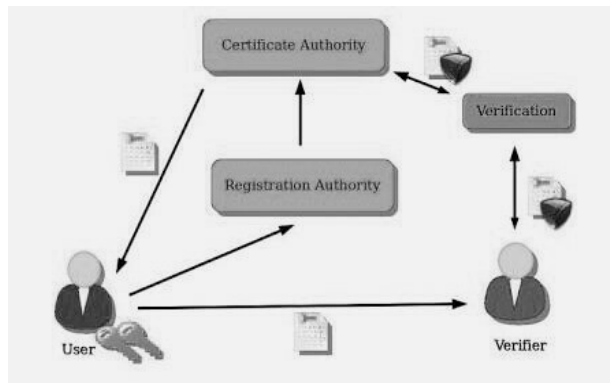 Certificate Authority
Verification
Registration Authority
User
Verifier